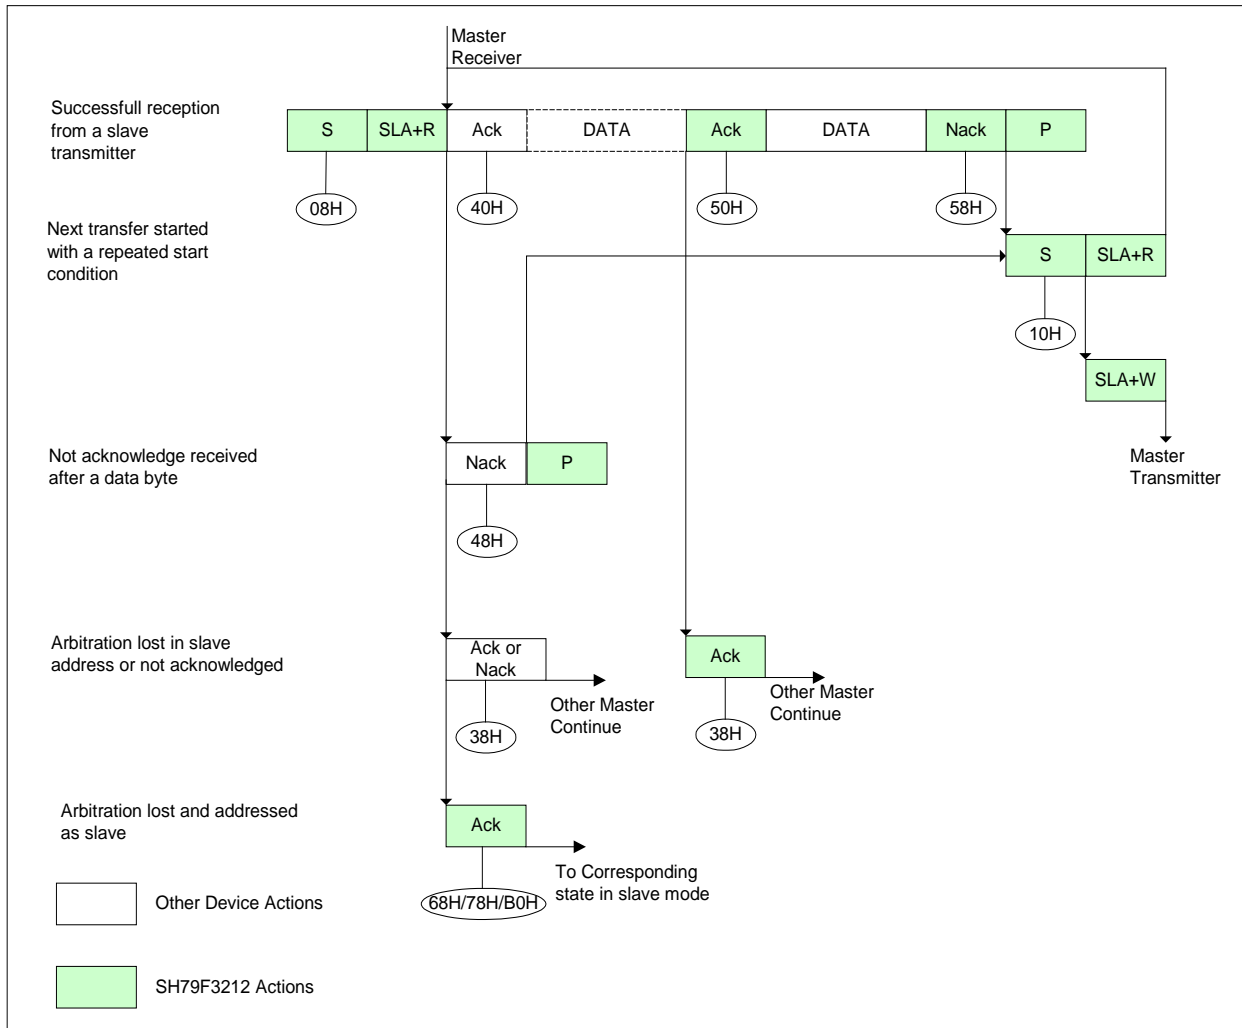 Master
Receiver
Successfull reception
from a slave
transmitter
S
SLA+R
Ack
DATA
Ack
DATA
Nack
P
08H
40H
50H
58H
Next transfer started
with a repeated start
condition
S
SLA+R
10H
SLA+W
Not acknowledge received
after a data byte
Nack
P
Master
Transmitter
48H
Arbitration lost in slave
address or not acknowledged
Ack or
Nack
Ack
Other Master
Continue
Other Master
Continue
38H
38H
Arbitration lost and addressed
as slave
Ack
To Corresponding
state in slave mode
68H/78H/B0H
Other Device Actions
SH79F3212 Actions